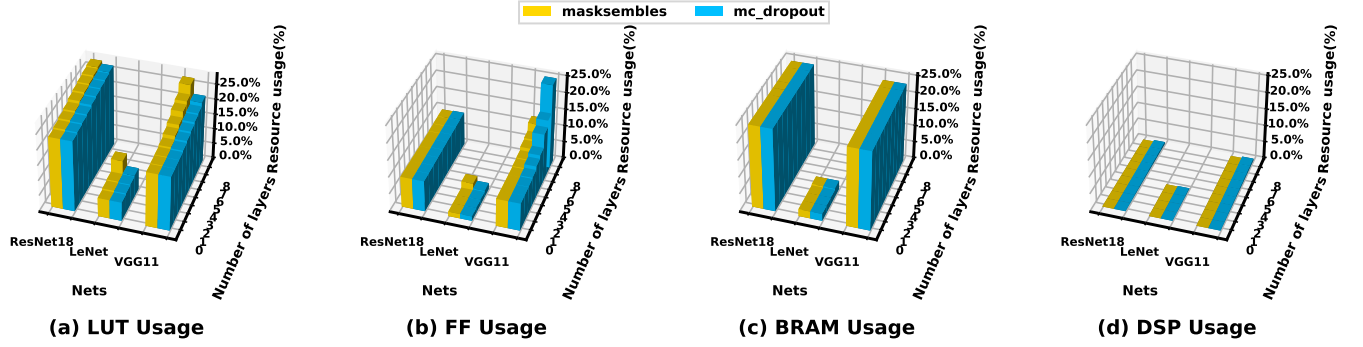 masksembles mc_dropout
25.0%
20.0%
15.0%
10.0%
5.0%
0.0%
Resource usage(%)
Number of layers
ResNet18
LeNet
VGG11
Nets
(a) LUT Usage
25.0%
20.0%
15.0%
10.0%
5.0%
0.0%
Resource usage(%)
Number of layers
ResNet18
LeNet
VGG11
Nets
(b) FF Usage
25.0%
20.0%
15.0%
10.0%
5.0%
0.0%
Resource usage(%)
Number of layers
ResNet18
LeNet
VGG11
Nets
(c) BRAM Usage
25.0%
20.0%
15.0%
10.0%
5.0%
0.0%
Resource usage(%)
Number of layers
ResNet18
LeNet
VGG11
Nets
(d) DSP Usage